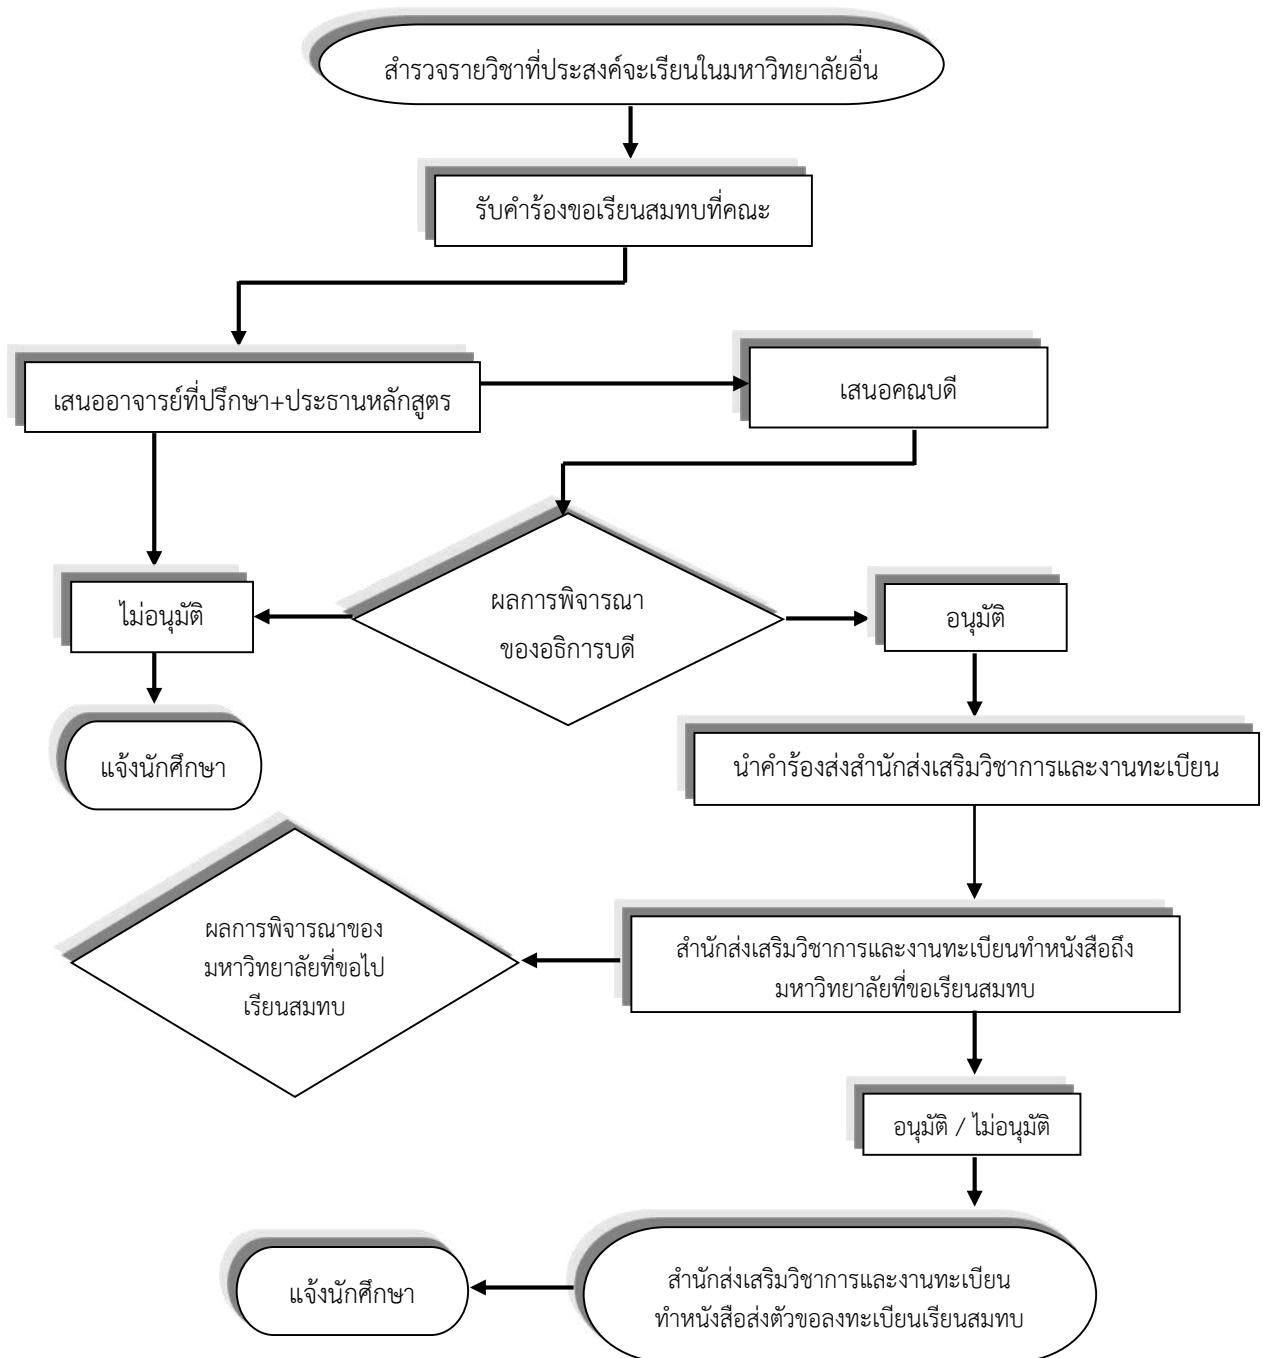 สำรวจรายวิชาที่ประสงค์จะเรียนในมหาวิทยาลัยอื่น
รับคำร้องขอเรียนสมทบที่คณะ
เสนออาจารย์ที่ปรึกษา+ประธานหลักสูตร
เสนอคณบดี
ผลการพิจารณา
ของอธิการบดี
ไม่อนุมัติ
อนุมัติ
แจ้งนักศึกษา
นำคำร้องส่งสำนักส่งเสริมวิชาการและงานทะเบียน
ผลการพิจารณาของ
มหาวิทยาลัยที่ขอไป
เรียนสมทบ
สำนักส่งเสริมวิชาการและงานทะเบียนทำหนังสือถึง
มหาวิทยาลัยที่ขอเรียนสมทบ
อนุมัติ / ไม่อนุมัติ
แจ้งนักศึกษา
สำนักส่งเสริมวิชาการและงานทะเบียน
ทำหนังสือส่งตัวขอลงทะเบียนเรียนสมทบ